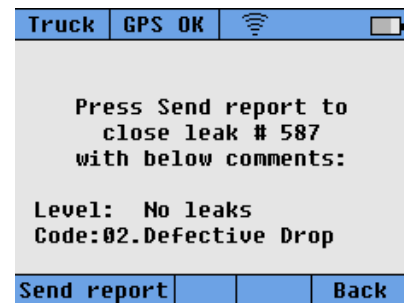 Truck GPS OK
Press Send report to
close leak # 587
with below comments:
Level: No leaks
Code:02.Defective Drop
Send report Back